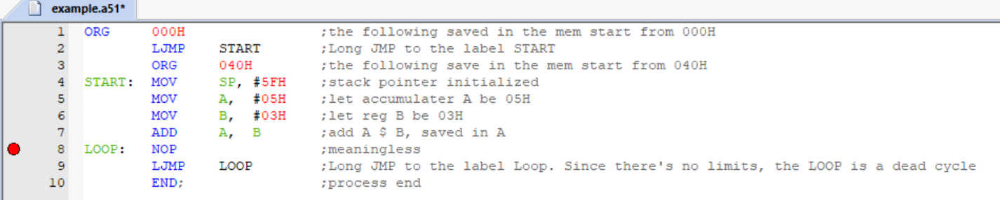 example.a51*
1 ORG 000H ;the following saved in the mem start from 000H
2 LJMP START ;Long JMP to the label START
3 ORG 040H ;the following save in the mem start from 040H
4 START: MOV SP, #5FH ;stack pointer initialized
5 MOV A, #05H ;let accumulater A be 05H
6 MOV B, #03H ;let reg B be 03H
7 ADD A, B ;add A $ B, saved in A
8 LOOP: NOP ;meaningless
9 LJMP LOOP ;Long JMP to the label Loop. Since there's no limits, the LOOP is a dead cycle
10 END; ;process end